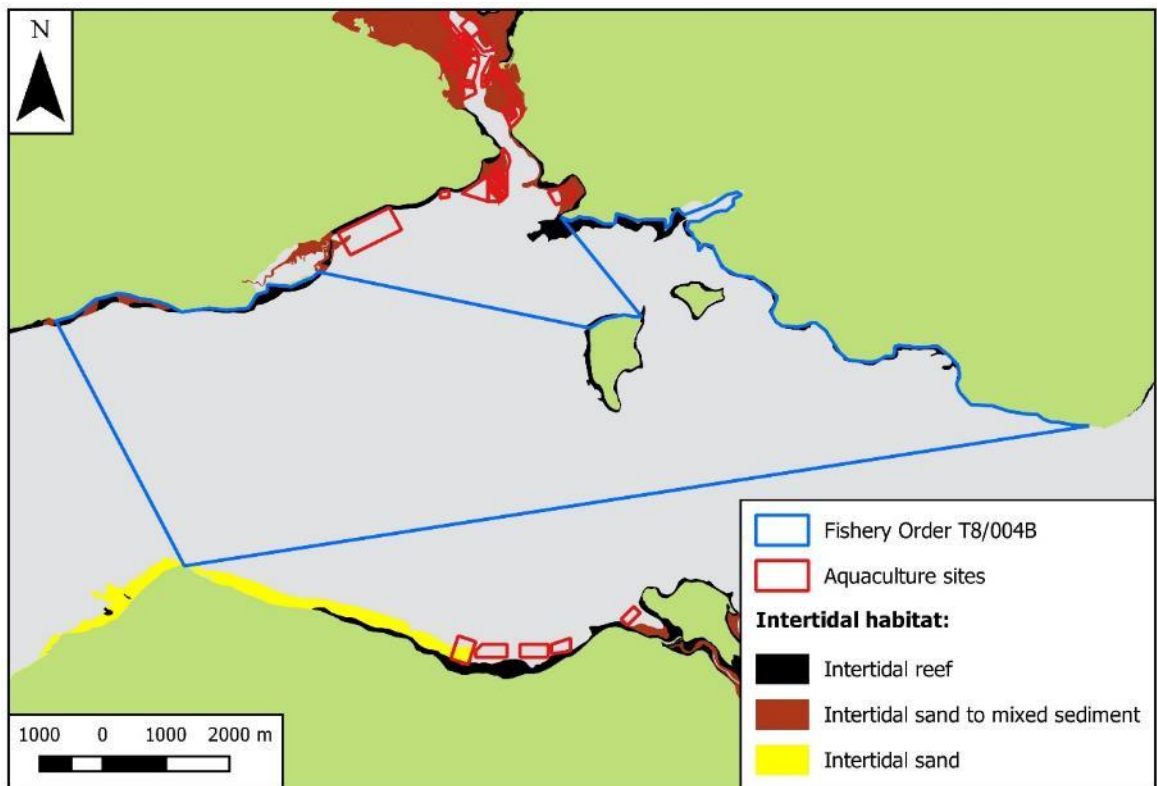 N
Fishery Order T8/004B
Aquaculture sites
Intertidal habitat:
Intertidal reef
Intertidal sand to mixed sediment
Intertidal sand
1000 0 1000 2000 m